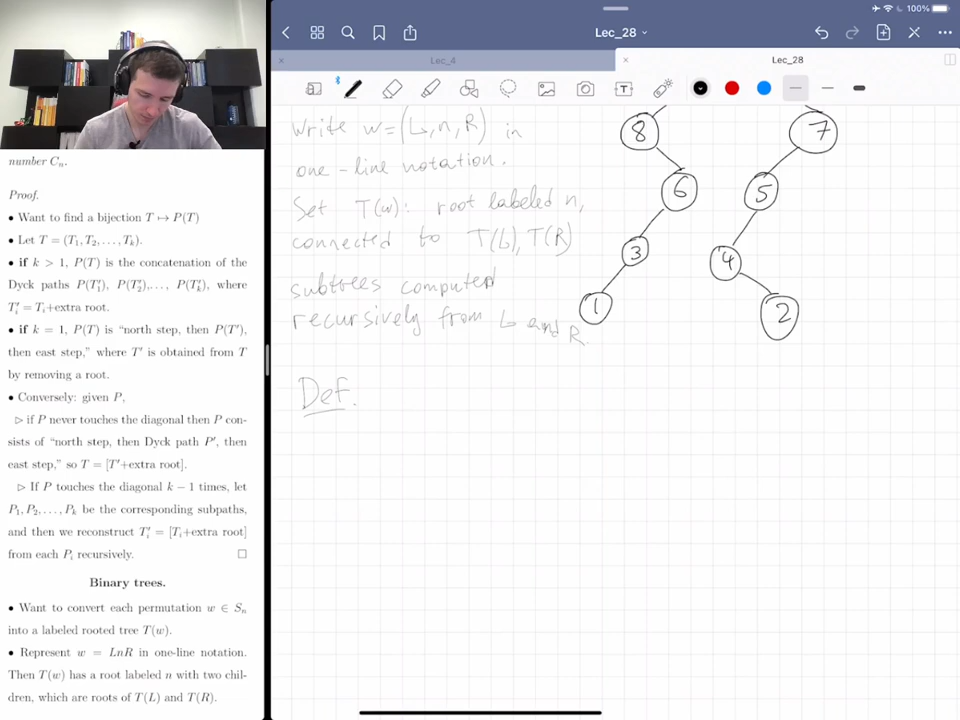 100%
Lec_28
Lec_4
Lec_28
T
number Cₙ.
Proof.
• Want to find a bijection T ↦ P(T)
• Let T = (T₁, T₂, . . . , Tₖ).
• if k > 1, P(T) is the concatenation of the
Dyck paths P(T₁′), P(T₂′),. . . , P(Tₖ′), where
Tᵢ′ = Tᵢ+extra root.
• if k = 1, P(T) is “north step, then P(T′),
then east step,” where T′ is obtained from T
by removing a root.
• Conversely: given P,
▷ if P never touches the diagonal then P con-
sists of “north step, then Dyck path P′, then
east step,” so T = [T′+extra root].
▷ If P touches the diagonal k − 1 times, let
P₁, P₂, . . . , Pₖ be the corresponding subpaths,
and then we reconstruct Tᵢ′ = [Tᵢ+extra root]
from each Pᵢ recursively. □
Binary trees.
• Want to convert each permutation w ∈ Sₙ
into a labeled rooted tree T(w).
• Represent w = LnR in one-line notation.
Then T(w) has a root labeled n with two chil-
dren, which are roots of T(L) and T(R).
Write w = (L, n, R) in
one-line notation.
Set T(w): root labeled n,
connected to T(L), T(R)
subtrees computed
recursively from L and R.
Def.
8 7
6 5
3 4
1 2